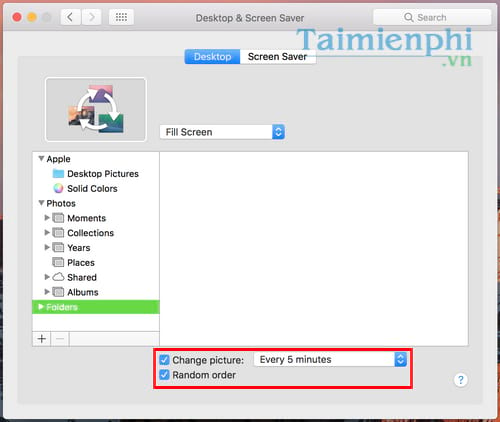 Desktop & Screen Saver
Search
Taimienphi
.vn
Desktop
Screen Saver
Fill Screen
Apple
Desktop Pictures
Solid Colors
Photos
Moments
Collections
Years
Places
Shared
Albums
Folders
Change picture:
Every 5 minutes
Random order
?